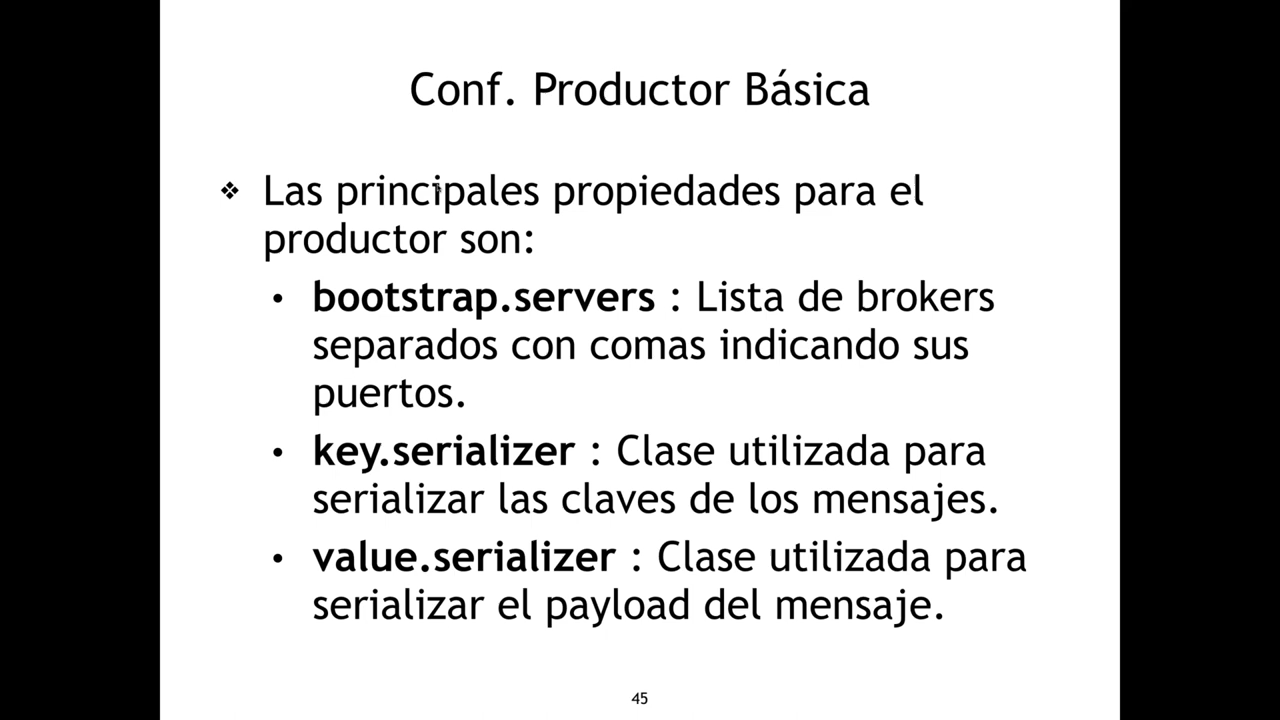 Conf. Productor Básica
❖ Las principales propiedades para el
productor son:
• bootstrap.servers : Lista de brokers
separados con comas indicando sus
puertos.
• key.serializer : Clase utilizada para
serializar las claves de los mensajes.
• value.serializer : Clase utilizada para
serializar el payload del mensaje.
45